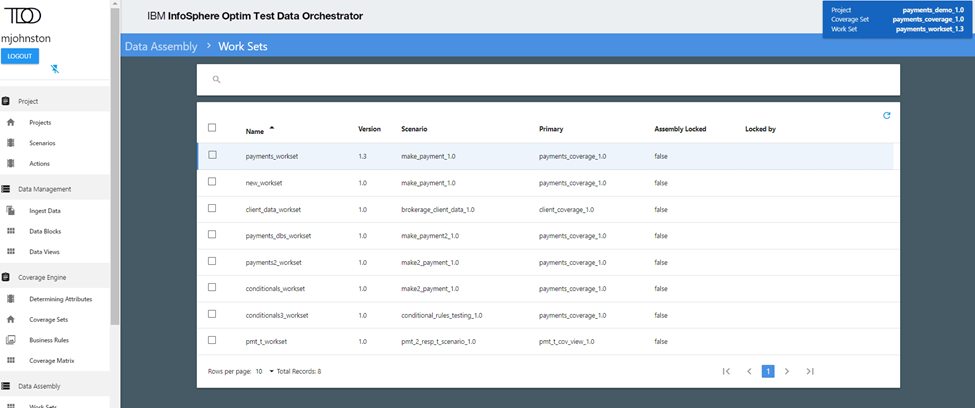 TDO
mjohnston
LOGOUT
Project
Projects
Scenarios
Actions
Data Management
Ingest Data
Data Blocks
Data Views
Coverage Engine
Determining Attributes
Coverage Sets
Business Rules
Coverage Matrix
Data Assembly
Work Sets
IBM InfoSphere Optim Test Data Orchestrator
Project payments_demo_1.0
Coverage Set payments_coverage_1.0
Work Set payments_workset_1.3
Data Assembly > Work Sets
Name Version Scenario Primary Assembly Locked Locked by
payments_workset 1.3 make_payment_1.0 payments_coverage_1.0 false
new_workset 1.0 make_payment_1.0 payments_coverage_1.0 false
client_data_workset 1.0 brokerage_client_data_1.0 client_coverage_1.0 false
payments_dbs_workset 1.0 make_payment2_1.0 payments_coverage_1.0 false
payments2_workset 1.0 make2_payment_1.0 payments_coverage_1.0 false
conditionals_workset 1.0 make2_payment_1.0 payments_coverage_1.0 false
conditionals3_workset 1.0 conditional_rules_testing_1.0 payments_coverage_1.0 false
pmt_t_workset 1.0 pmt_2_resp_t_scenario_1.0 pmt_t_cov_view_1.0 false
Rows per page: 10 Total Records: 8 1